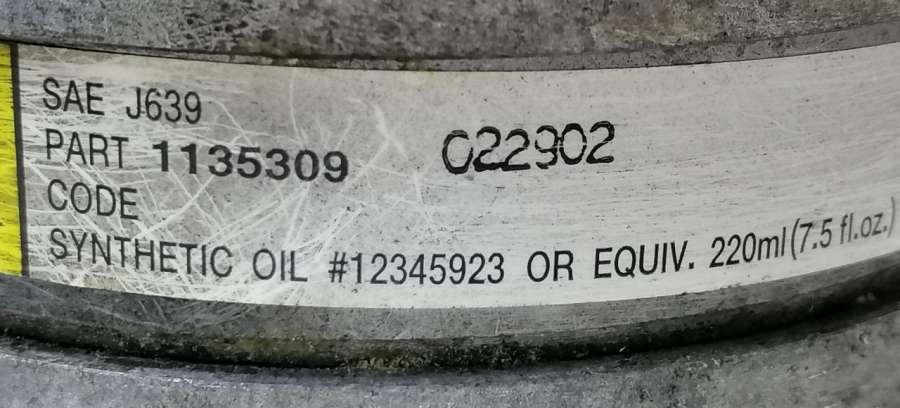 SAE J639
PART 1135309 022902
CODE
SYNTHETIC OIL #12345923 OR EQUIV. 220ml (7.5 fl.oz.)